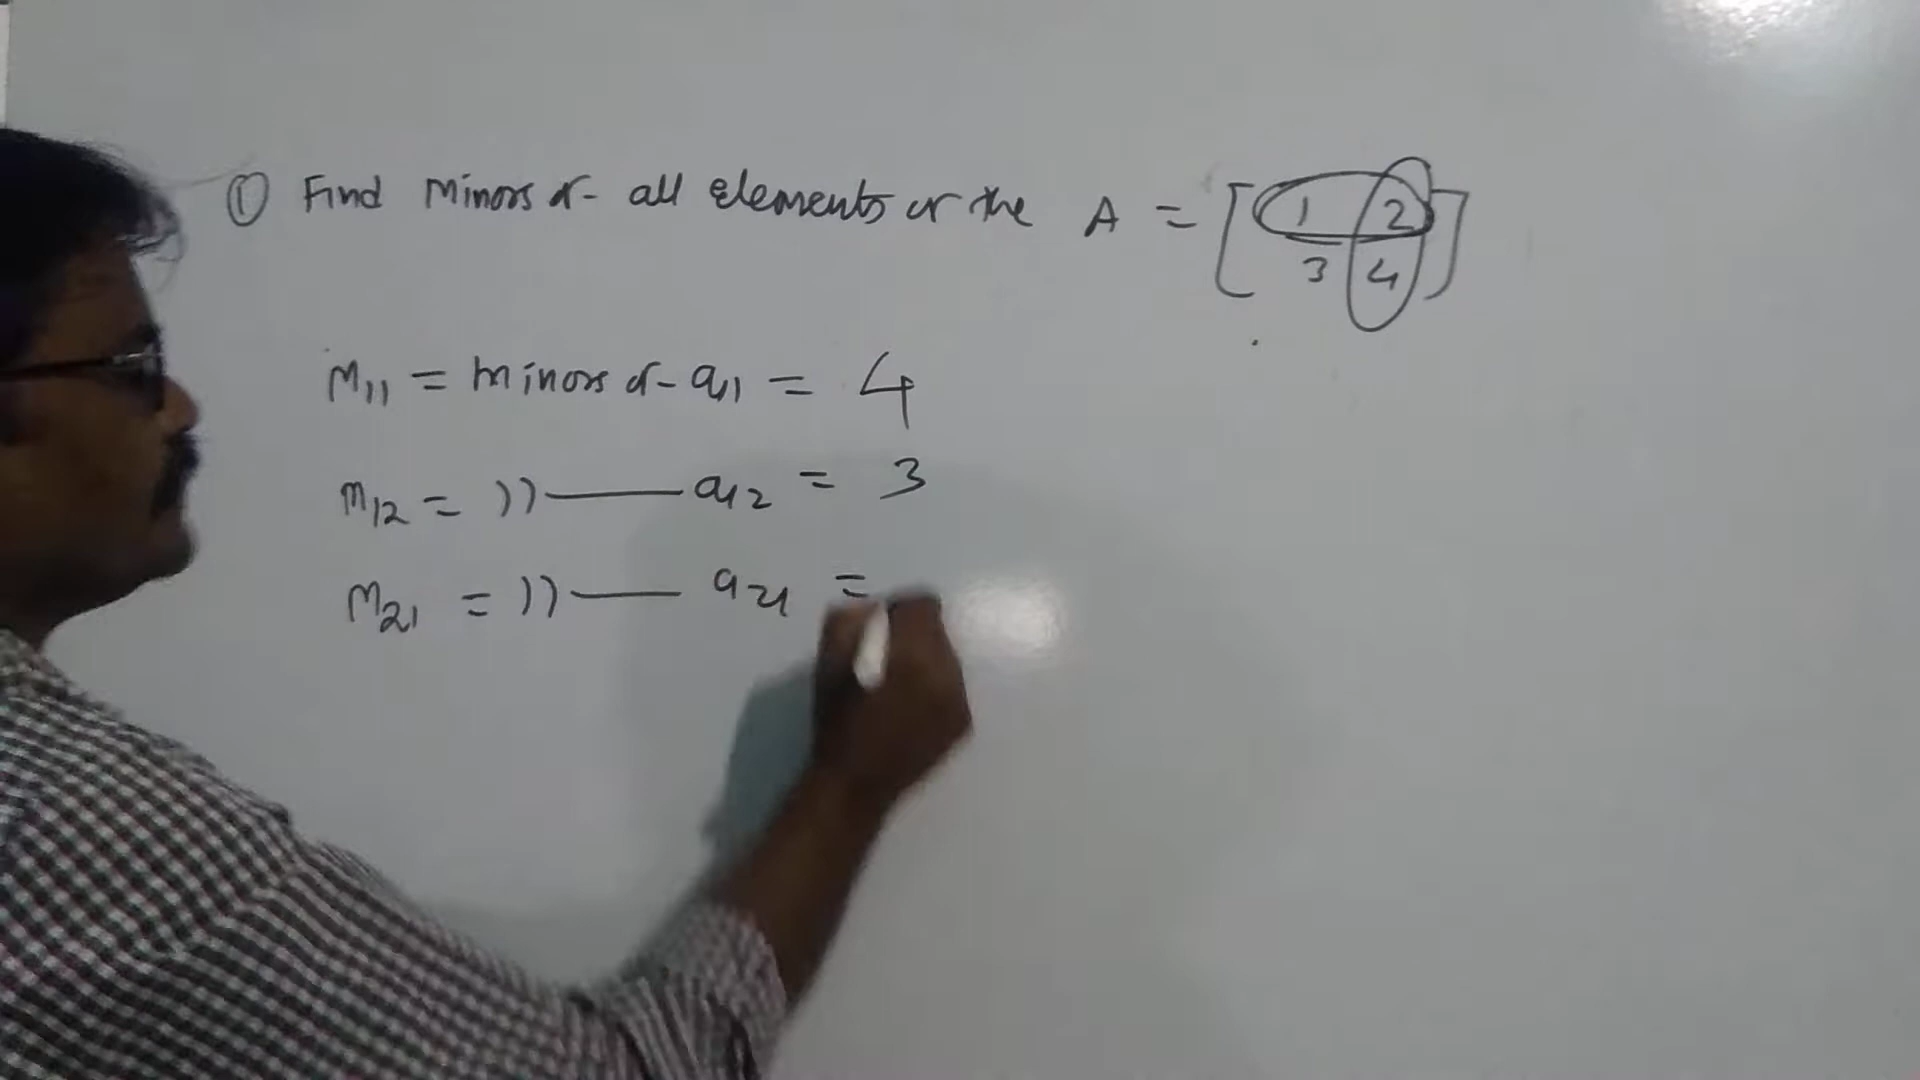 ① Find Minors of all elements of the A = [1 2
3 4]
M11 = minors of a11 = 4
M12 = )) — a12 = 3
M21 = )) — a21 =